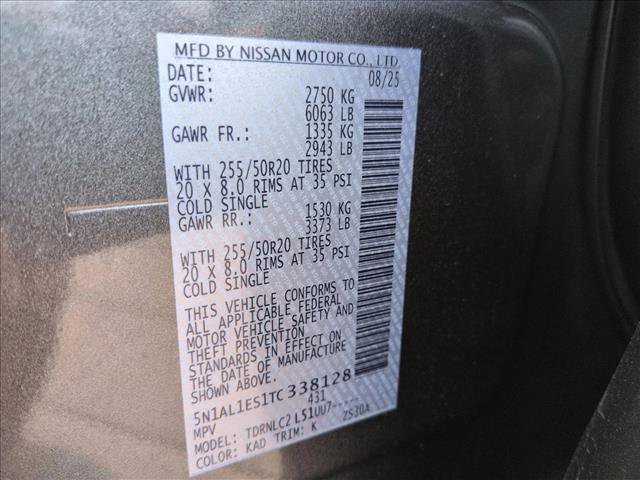 MFD BY NISSAN MOTOR CO., LTD.
DATE: 08/25
GVWR: 2750 KG
6063 LB
GAWR FR.: 1335 KG
2943 LB
WITH 255/50R20 TIRES
20 X 8.0 RIMS AT 35 PSI
COLD SINGLE
GAWR RR.: 1530 KG
3373 LB
WITH 255/50R20 TIRES
20 X 8.0 RIMS AT 35 PSI
COLD SINGLE
THIS VEHICLE CONFORMS TO
ALL APPLICABLE FEDERAL
MOTOR VEHICLE SAFETY AND
THEFT PREVENTION
STANDARDS IN EFFECT ON
THE DATE OF MANUFACTURE
SHOWN ABOVE.
5N1AL1ES1TC338128
MPV 431
MODEL: TDRNLC2 L51UU7-----
COLOR: KAD TRIM: K ZS30A